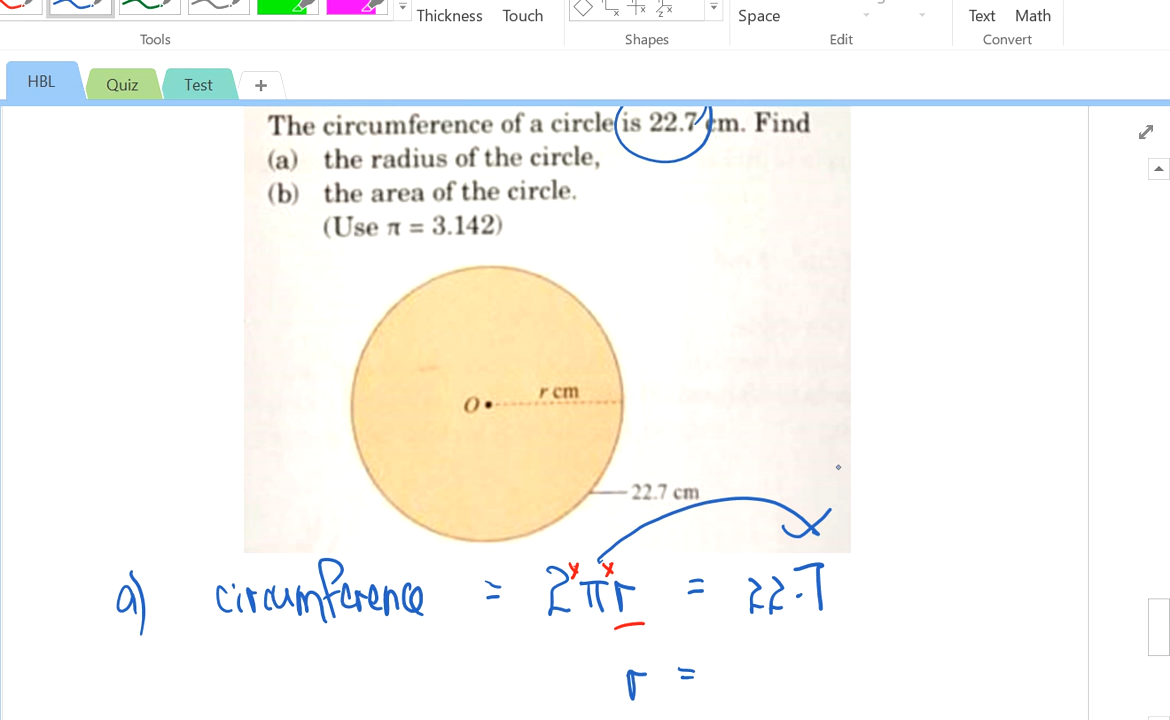 Thickness Touch Space Text Math
Tools Shapes Edit Convert
HBL Quiz Test +
The circumference of a circle is 22.7 cm. Find
(a) the radius of the circle,
(b) the area of the circle.
(Use π = 3.142)
O r cm
22.7 cm
a) circumference = 2 × π × r = 22.7
r =